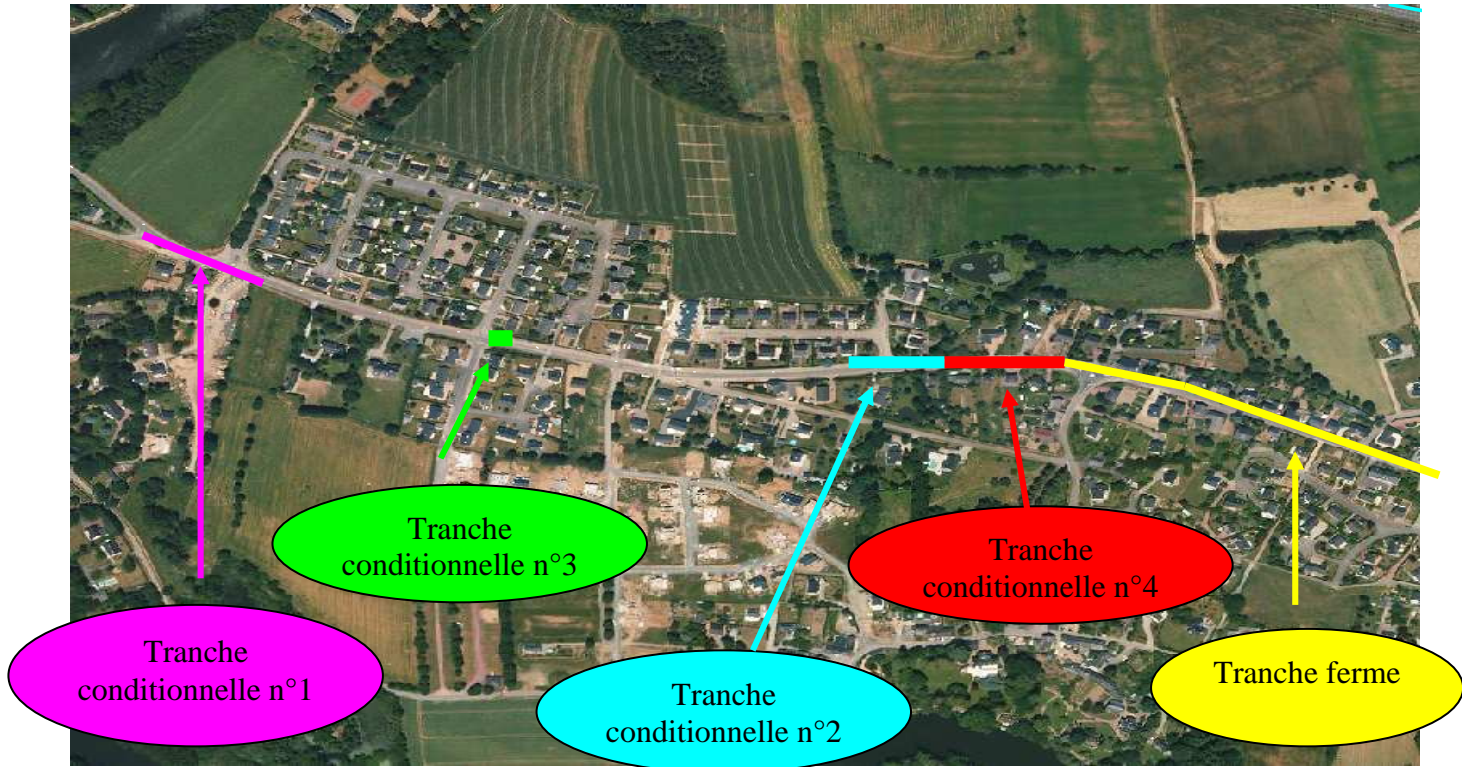 Tranche
conditionnelle n°3
Tranche
conditionnelle n°4
Tranche
conditionnelle n°1
Tranche
conditionnelle n°2
Tranche ferme